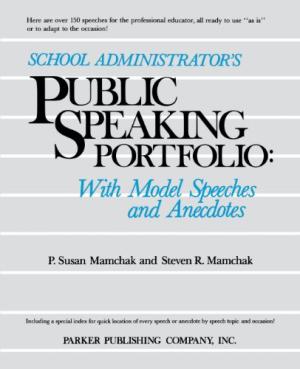 Here are over 150 speeches for the professional educator, all ready to use "as is"
or to adapt to the occasion!
SCHOOL ADMINISTRATOR'S
PUBLIC
SPEAKING
PORTFOLIO:
With Model Speeches
and Anecdotes
P. Susan Mamchak and Steven R. Mamchak
Including a special index for quick location of every speech or anecdote by speech topic and occasion!
PARKER PUBLISHING COMPANY, INC.